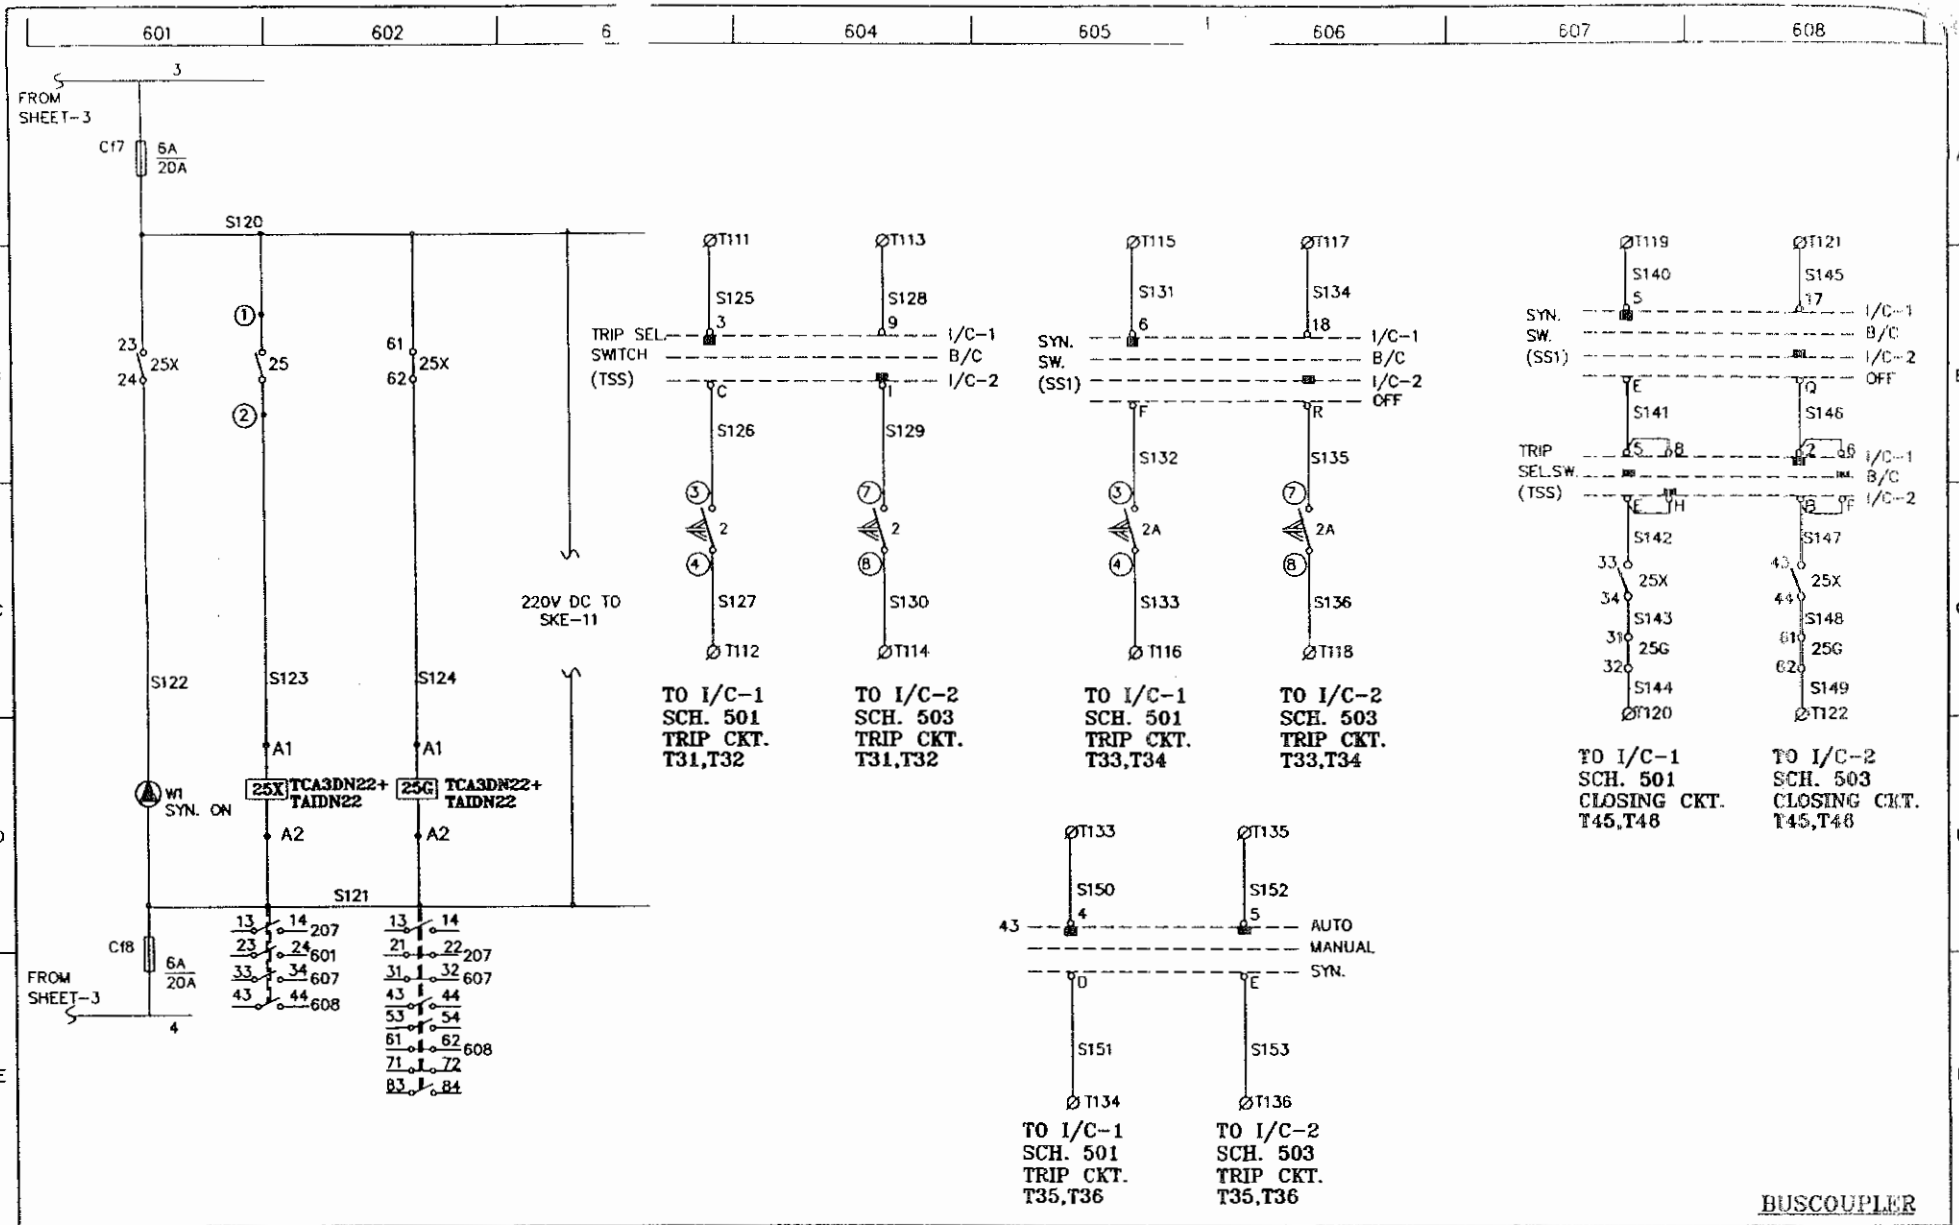 601 602 6 604 605 606 607 608
3
FROM
SHEET-3
Cf7 6A
20A
S120
1
23
24
25X
25
2
61
62
25X
220V DC TO
SKE-11
S122 S123 S124
A1 A1
W1
SYN. ON
25X TCA3DN22+
TAIDN22
25G TCA3DN22+
TAIDN22
A2 A2
S121
Cf8 6A
20A
FROM
SHEET-3
4
13 14 207
23 24 601
33 34 607
43 44 608
13 14
21 22 207
31 32 607
43 44
53 54
61 62 608
71 72
83 84
T111 T113
S125 S128
3 9
TRIP SEL. I/C-1
SWITCH B/C
(TSS) I/C-2
C I
S126 S129
3 7
2 2
4 8
S127 S130
T112 T114
TO I/C-1
SCH. 501
TRIP CKT.
T31,T32
TO I/C-2
SCH. 503
TRIP CKT.
T31,T32
T115 T117
S131 S134
6 18
SYN. I/C-1
SW. B/C
(SS1) I/C-2
OFF
F R
S132 S135
3 7
2A 2A
4 8
S133 S136
T116 T118
TO I/C-1
SCH. 501
TRIP CKT.
T33,T34
TO I/C-2
SCH. 503
TRIP CKT.
T33,T34
T133 T135
S150 S152
4 5
43 AUTO
MANUAL
SYN.
D E
S151 S153
T134 T136
TO I/C-1
SCH. 501
TRIP CKT.
T35,T36
TO I/C-2
SCH. 503
TRIP CKT.
T35,T36
T119 T121
S140 S145
5 17
SYN. I/C-1
SW. B/C
(SS1) I/C-2
OFF
E Q
S141 S146
5 8 2 6
TRIP I/C-1
SEL.SW. B/C
(TSS) I/C-2
E H B F
S142 S147
33 43
25X 25X
34 44
S143 S148
31 61
25G 25G
32 62
S144 S149
T120 T122
TO I/C-1
SCH. 501
CLOSING CKT.
T45,T46
TO I/C-2
SCH. 503
CLOSING CKT.
T45,T46
BUSCOUPLER